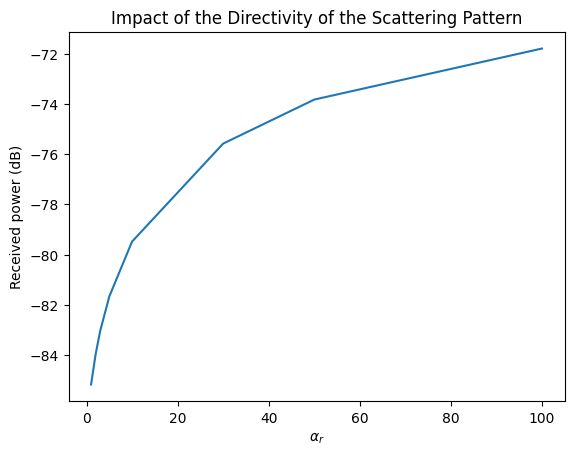 Impact of the Directivity of the Scattering Pattern
Received power (dB)
−72
−74
−76
−78
−80
−82
−84
0 20 40 60 80 100
αr